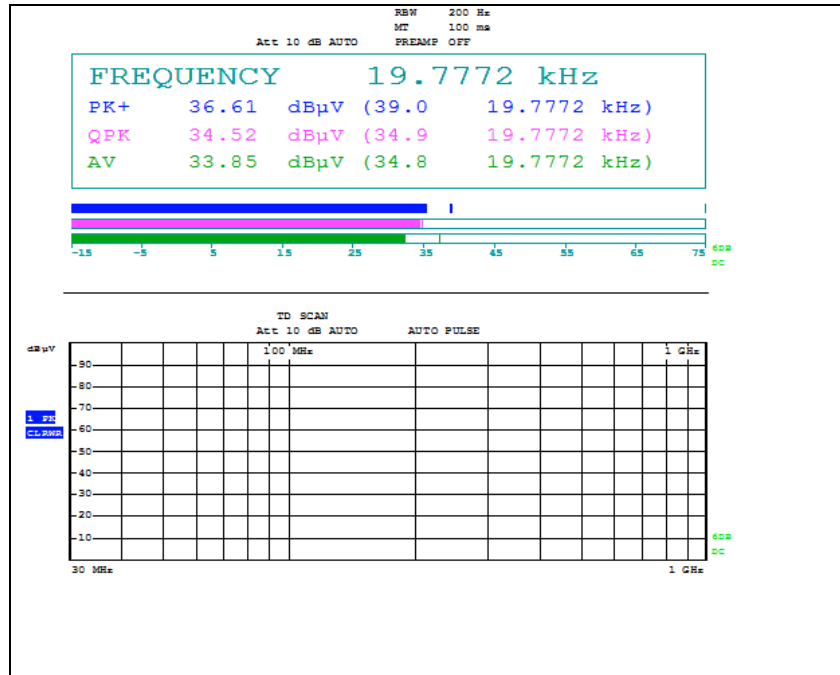 RBW 200 Hz
MT 100 ms
Att 10 dB AUTO PREAMP OFF
FREQUENCY 19.7772 kHz
PK+ 36.61 dBµV (39.0 19.7772 kHz)
QPK 34.52 dBµV (34.9 19.7772 kHz)
AV 33.85 dBµV (34.8 19.7772 kHz)
-15 -5 5 15 25 35 45 55 65 75
6DB
DC
TD SCAN
Att 10 dB AUTO AUTO PULSE
dBµV
100 MHz 1 GHz
90
80
70
1 PK
60
CLRWR
50
40
30
20
10
6DB
DC
30 MHz 1 GHz